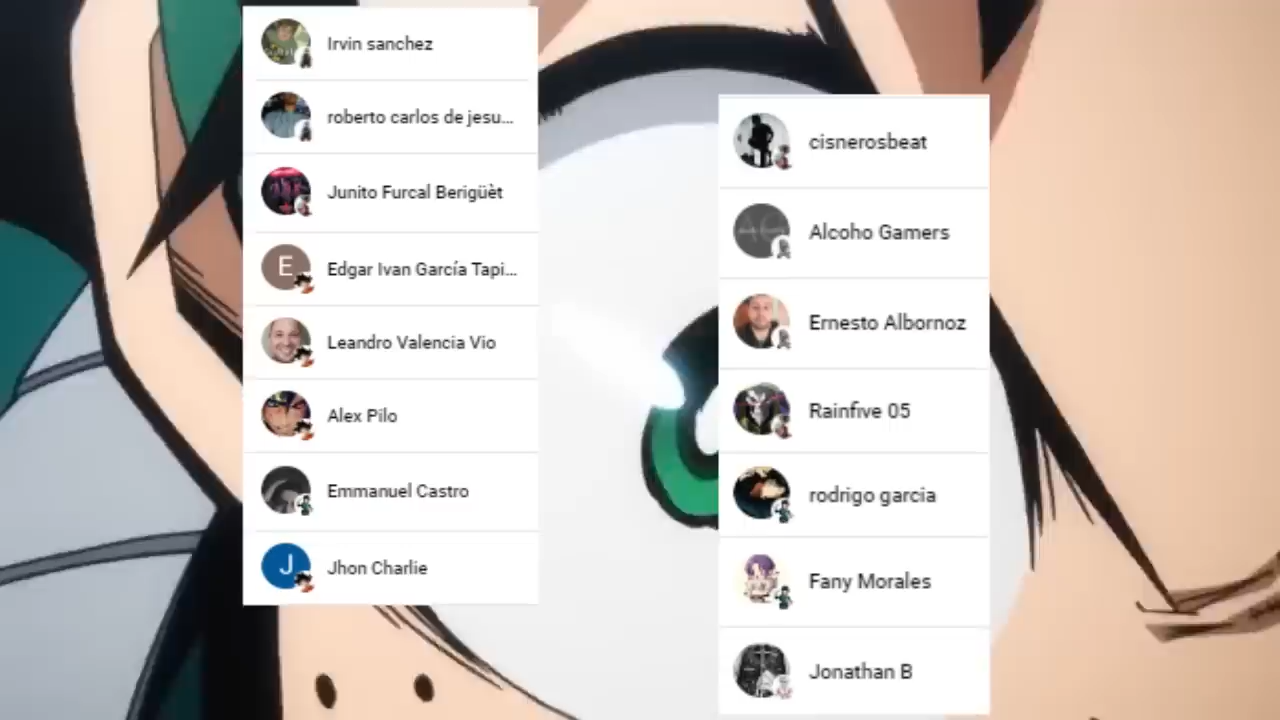 Irvin sanchez
roberto carlos de jesu...
Junito Furcal Berigüèt
E
Edgar Ivan García Tapi...
Leandro Valencia Vio
Alex Pilo
Emmanuel Castro
J
Jhon Charlie
cisnerosbeat
Alcoho Gamers
Ernesto Albornoz
Rainfive 05
rodrigo garcia
Fany Morales
Jonathan B